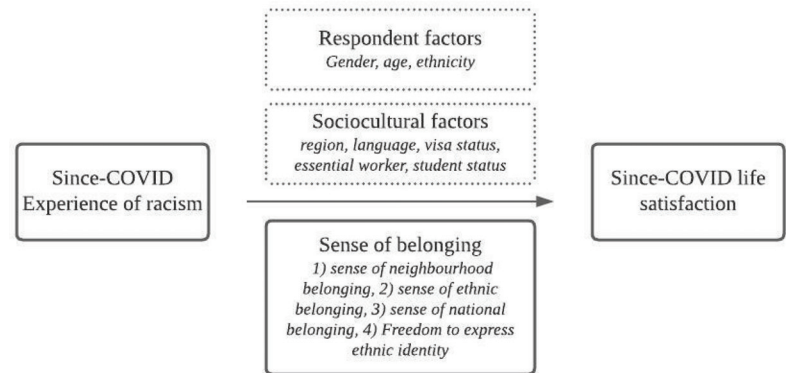 Respondent factors
Gender, age, ethnicity
Sociocultural factors
region, language, visa status,
essential worker, student status
Since-COVID
Experience of racism
Since-COVID life
satisfaction
Sense of belonging
1) sense of neighbourhood
belonging, 2) sense of ethnic
belonging, 3) sense of national
belonging, 4) Freedom to express
ethnic identity